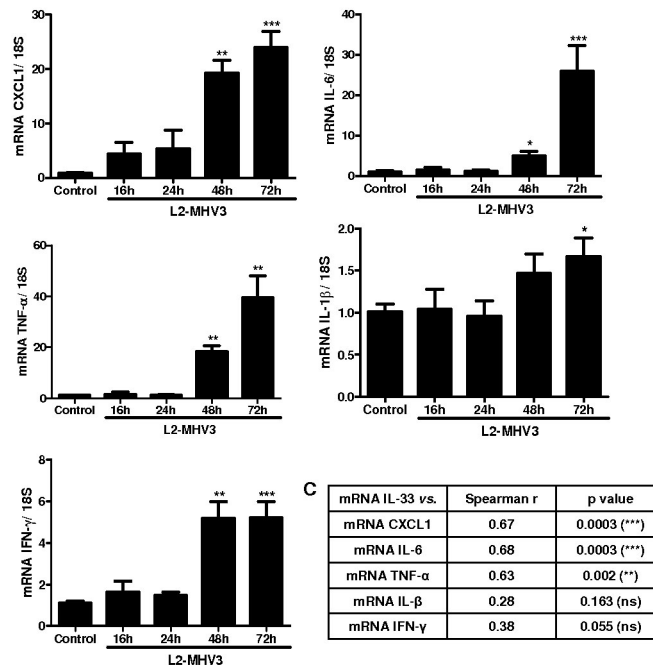 mRNA CXCL1/ 18S
30
20
10
0
** ***
Control 16h 24h 48h 72h
L2-MHV3
mRNA IL-6/ 18S
40
30
20
10
0
* ***
Control 16h 24h 48h 72h
L2-MHV3
mRNA TNF-α/ 18S
60
40
20
0
** **
Control 16h 24h 48h 72h
L2-MHV3
mRNA IL-1β/ 18S
2.0
1.5
1.0
0.5
0.0
*
Control 16h 24h 48h 72h
L2-MHV3
mRNA IFN-γ/ 18S
8
6
4
2
0
** ***
Control 16h 24h 48h 72h
L2-MHV3
C
mRNA IL-33 vs. Spearman r p value
mRNA CXCL1 0.67 0.0003 (***)
mRNA IL-6 0.68 0.0003 (***)
mRNA TNF-α 0.63 0.002 (**)
mRNA IL-β 0.28 0.163 (ns)
mRNA IFN-γ 0.38 0.055 (ns)